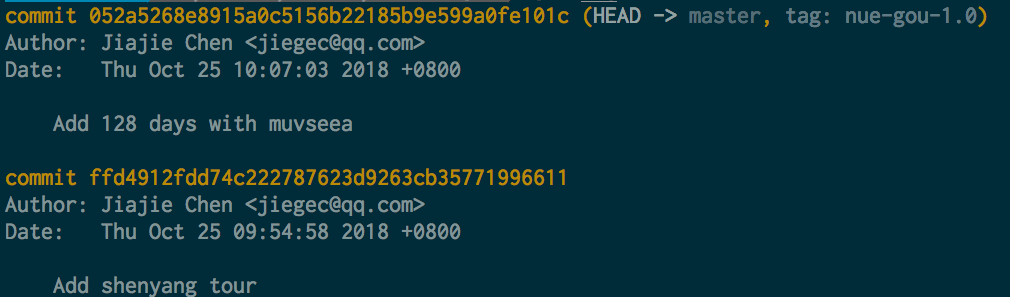 commit 052a5268e8915a0c5156b22185b9e599a0fe101c (HEAD -> master, tag: nue-gou-1.0)
Author: Jiajie Chen <jiegec@qq.com>
Date:   Thu Oct 25 10:07:03 2018 +0800
    Add 128 days with muvseea
commit ffd4912fdd74c222787623d9263cb35771996611
Author: Jiajie Chen <jiegec@qq.com>
Date:   Thu Oct 25 09:54:58 2018 +0800
    Add shenyang tour